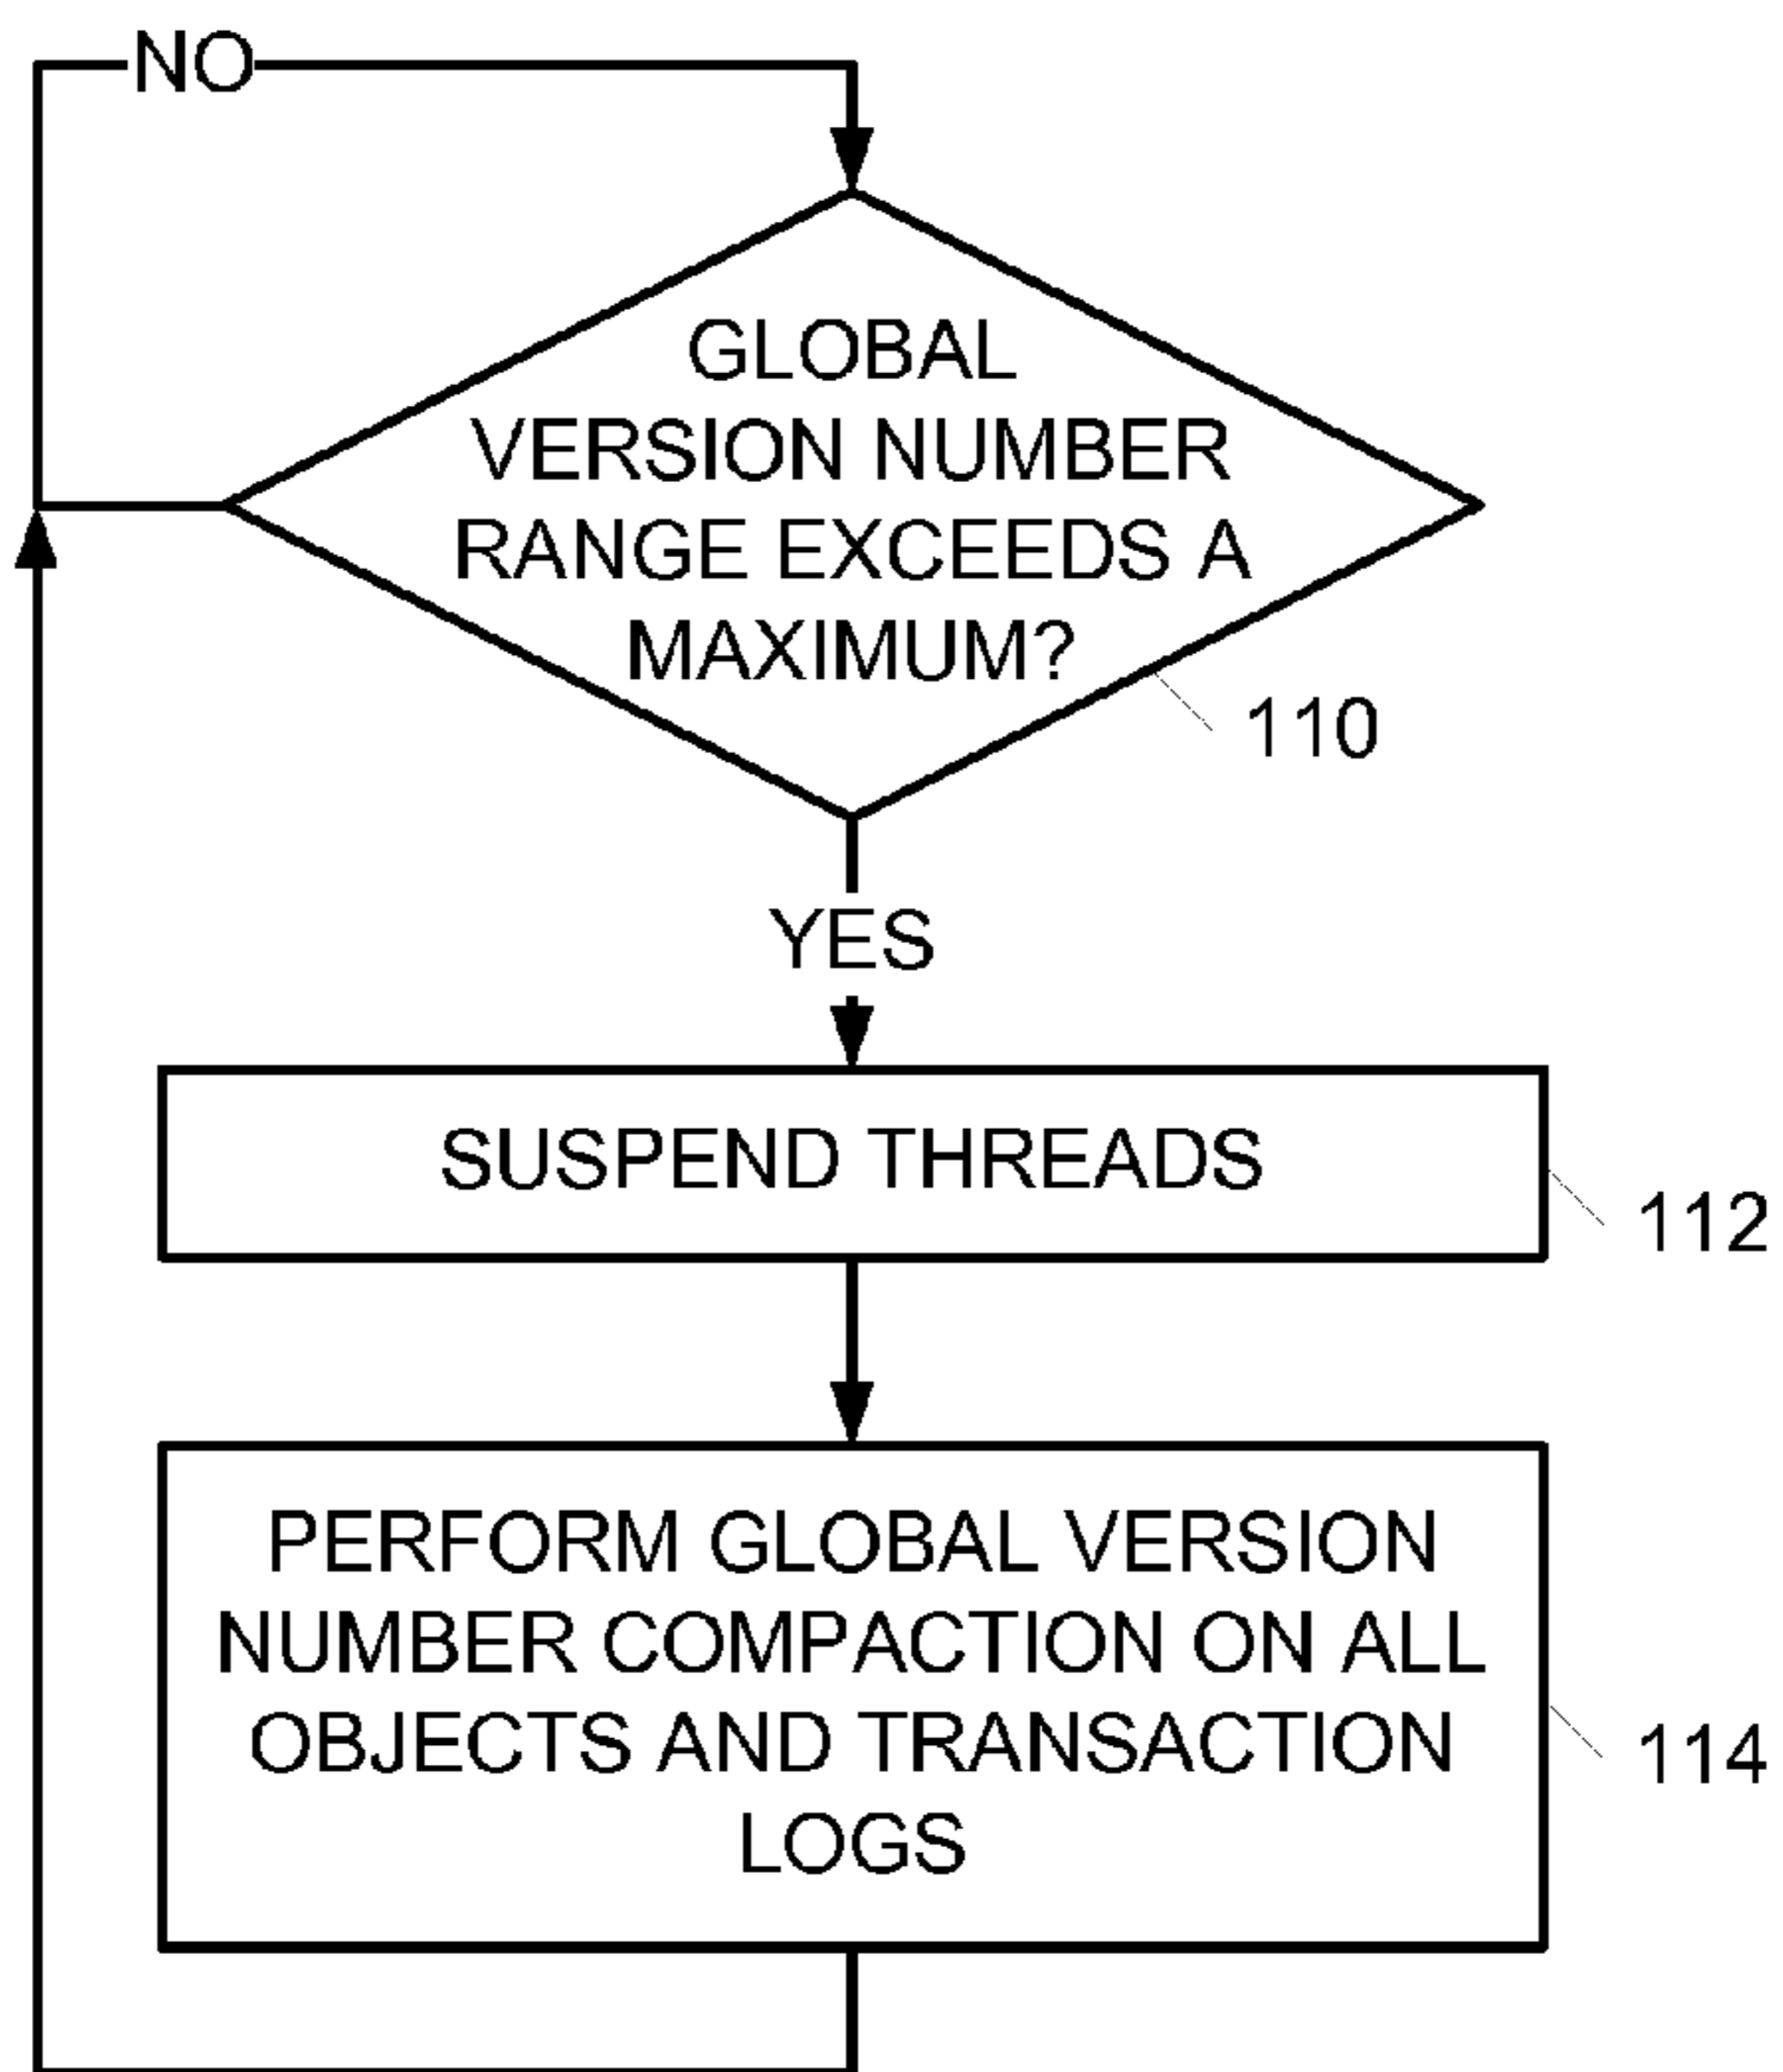 NO
GLOBAL
VERSION NUMBER
RANGE EXCEEDS A
MAXIMUM?
110
YES
SUSPEND THREADS
112
PERFORM GLOBAL VERSION
NUMBER COMPACTION ON ALL
OBJECTS AND TRANSACTION
LOGS
114